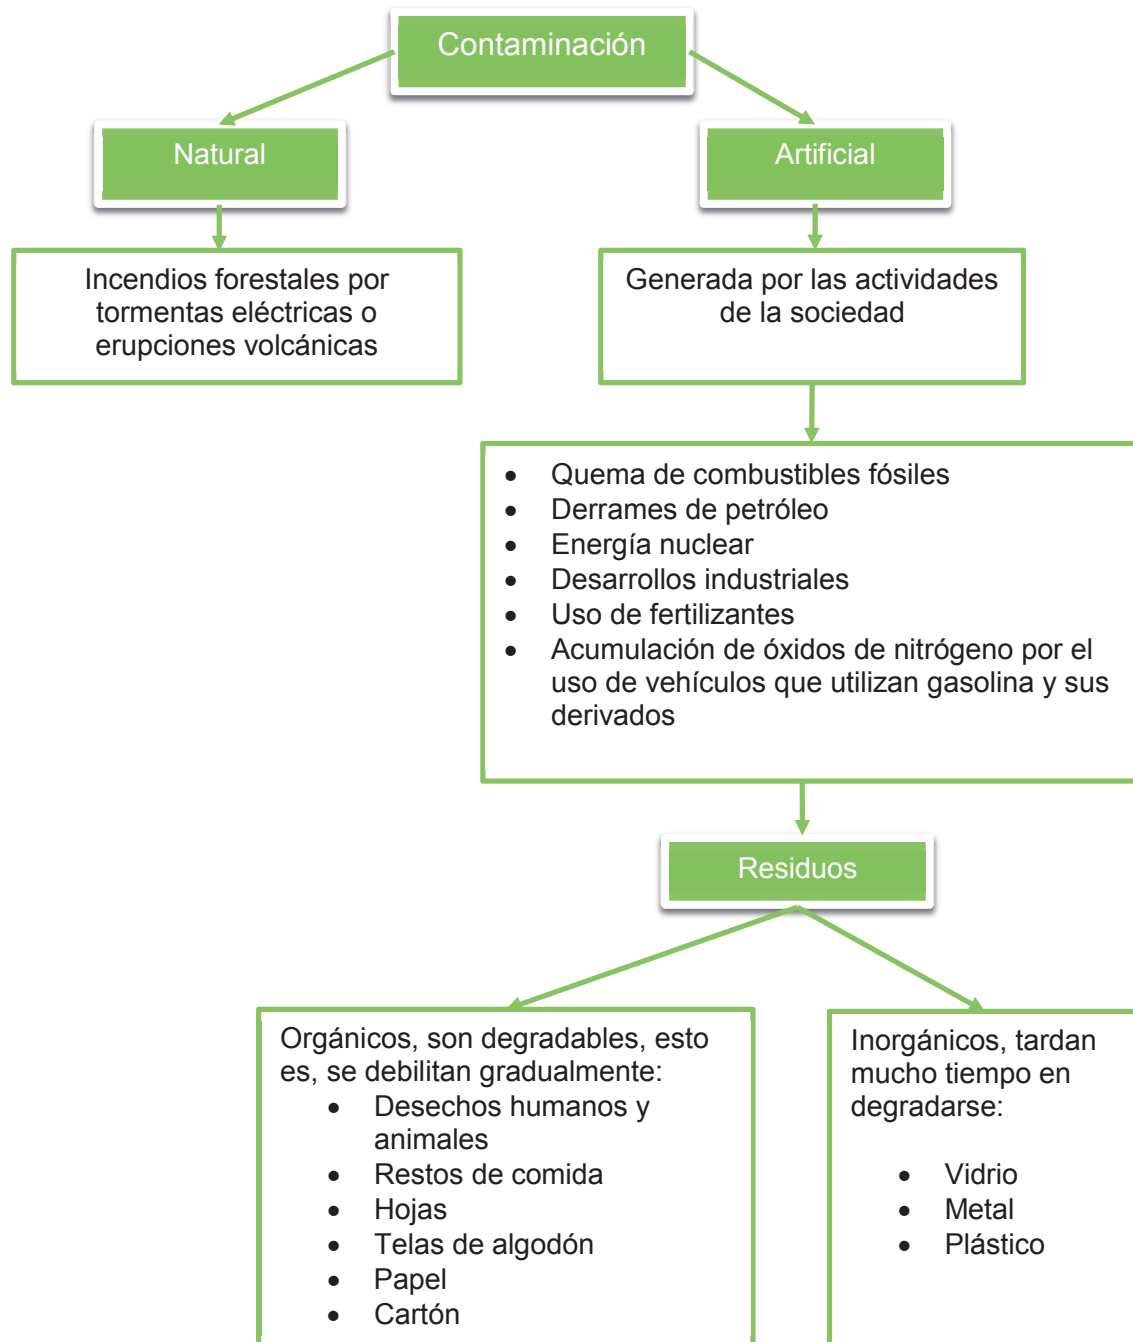 Contaminación
Natural
Artificial
Incendios forestales por
tormentas eléctricas o
erupciones volcánicas
Generada por las actividades
de la sociedad
• Quema de combustibles fósiles
• Derrames de petróleo
• Energía nuclear
• Desarrollos industriales
• Uso de fertilizantes
• Acumulación de óxidos de nitrógeno por el
uso de vehículos que utilizan gasolina y sus
derivados
Residuos
Orgánicos, son degradables, esto
es, se debilitan gradualmente:
• Desechos humanos y
animales
• Restos de comida
• Hojas
• Telas de algodón
• Papel
• Cartón
Inorgánicos, tardan
mucho tiempo en
degradarse:
• Vidrio
• Metal
• Plástico